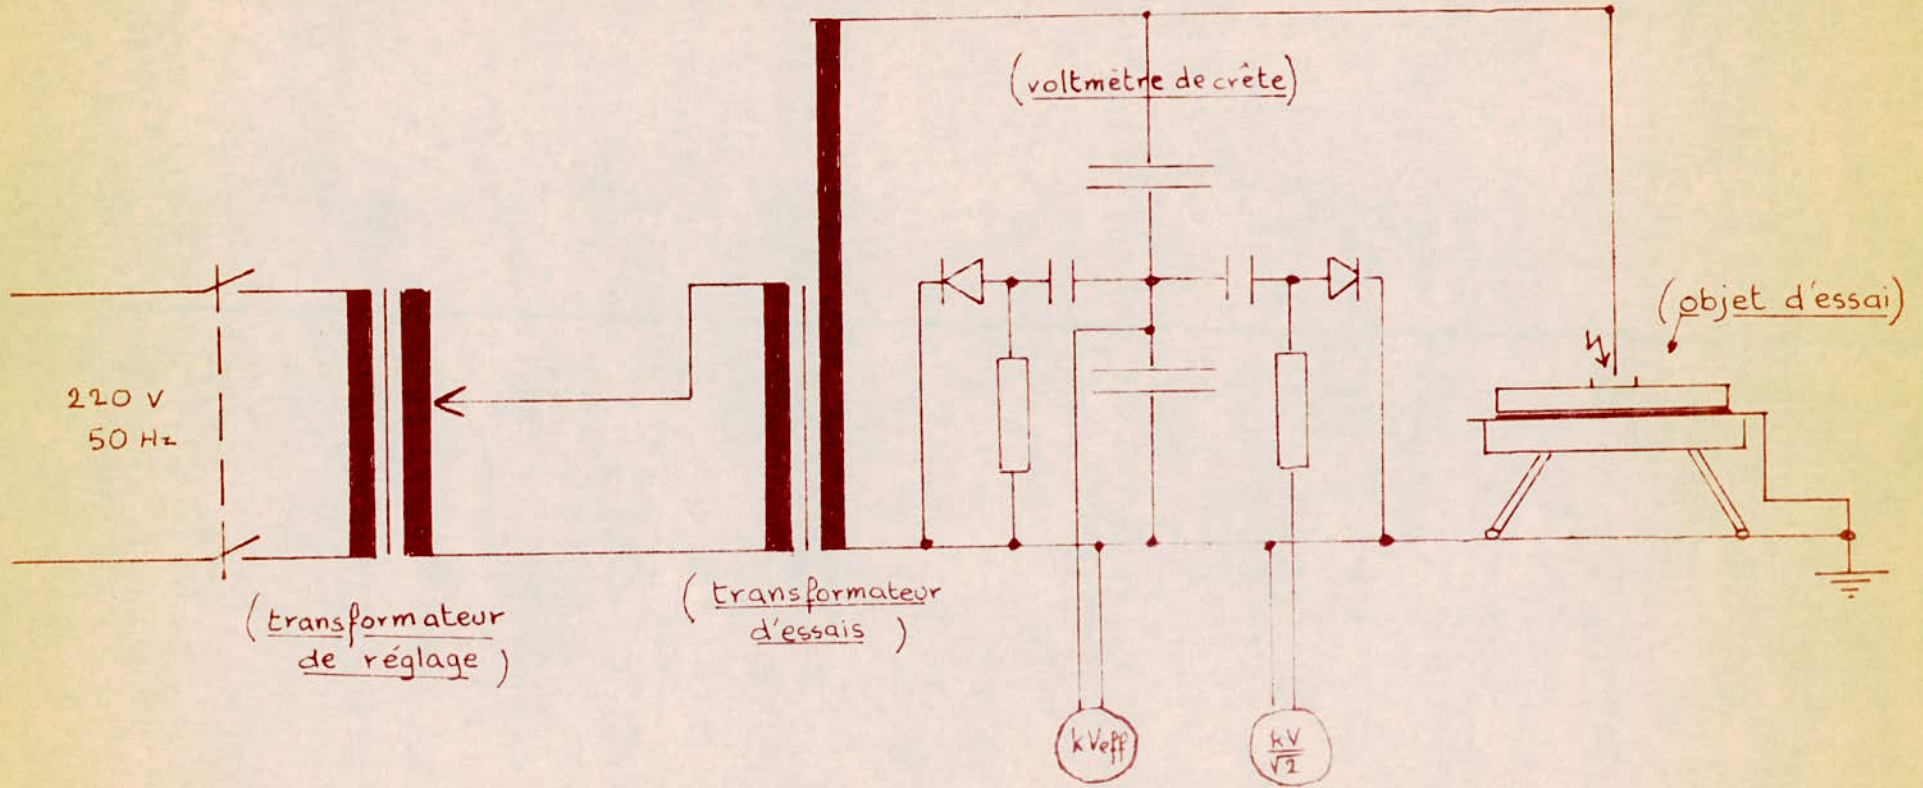 (voltmètre de crête)
(objet d'essai)
220 V
50 Hz
(transformateur
de réglage)
(transformateur
d'essais)
kVeff
kV
√2